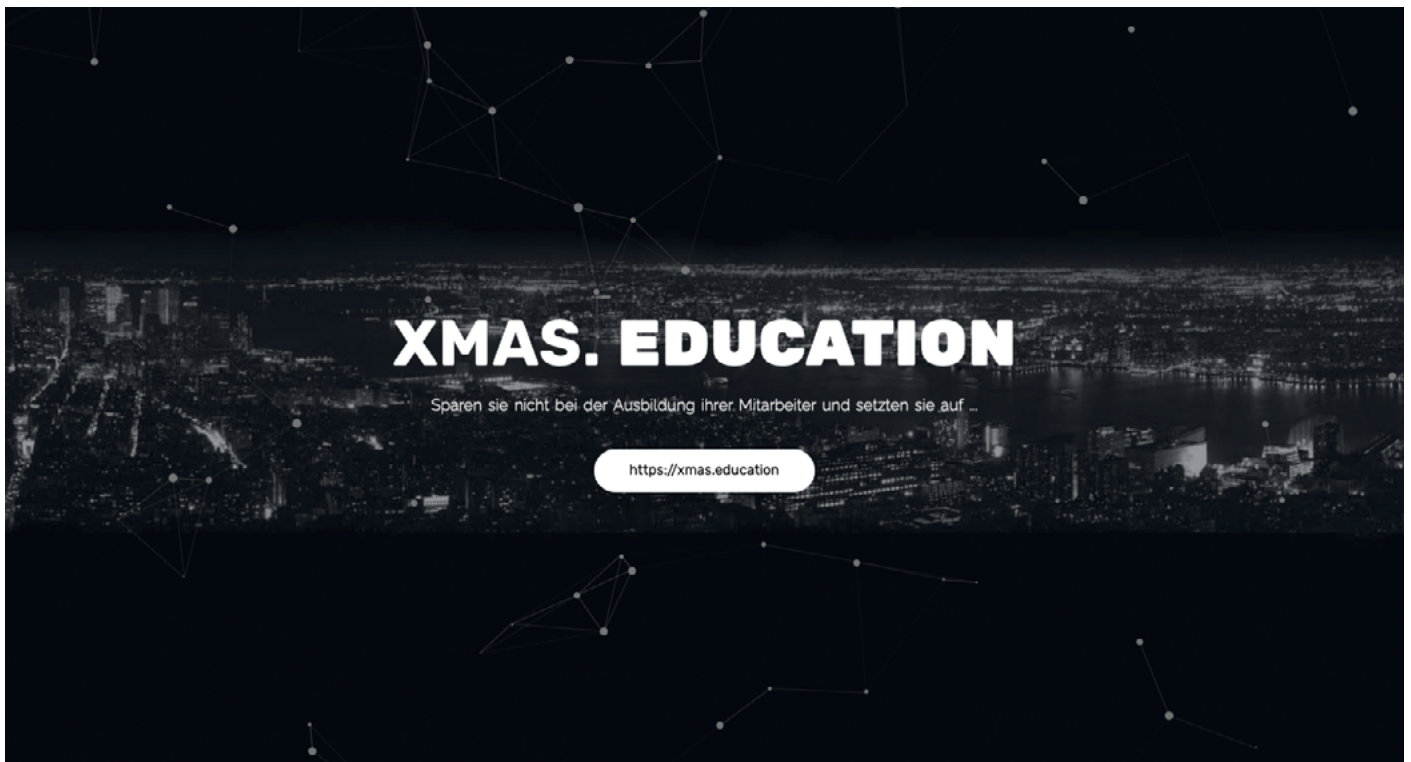 XMAS. EDUCATION
Sparen sie nicht bei der Ausbildung ihrer Mitarbeiter und setzten sie auf ...
https://xmas.education